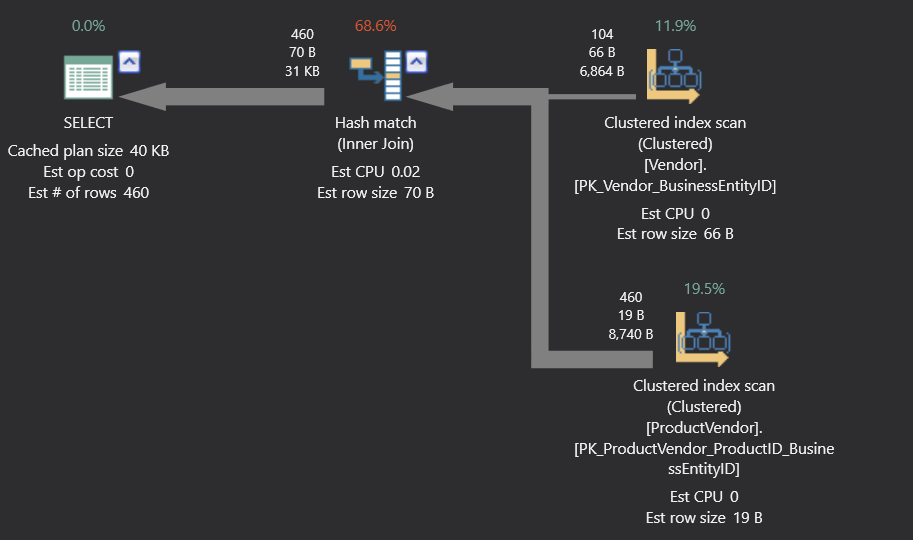 0.0%
SELECT
Cached plan size 40 KB
Est op cost 0
Est # of rows 460
460
70 B
31 KB
68.6%
Hash match
(Inner Join)
Est CPU 0.02
Est row size 70 B
104
66 B
6,864 B
11.9%
Clustered index scan
(Clustered)
[Vendor].
[PK_Vendor_BusinessEntityID]
Est CPU 0
Est row size 66 B
460
19 B
8,740 B
19.5%
Clustered index scan
(Clustered)
[ProductVendor].
[PK_ProductVendor_ProductID_Busine
ssEntityID]
Est CPU 0
Est row size 19 B